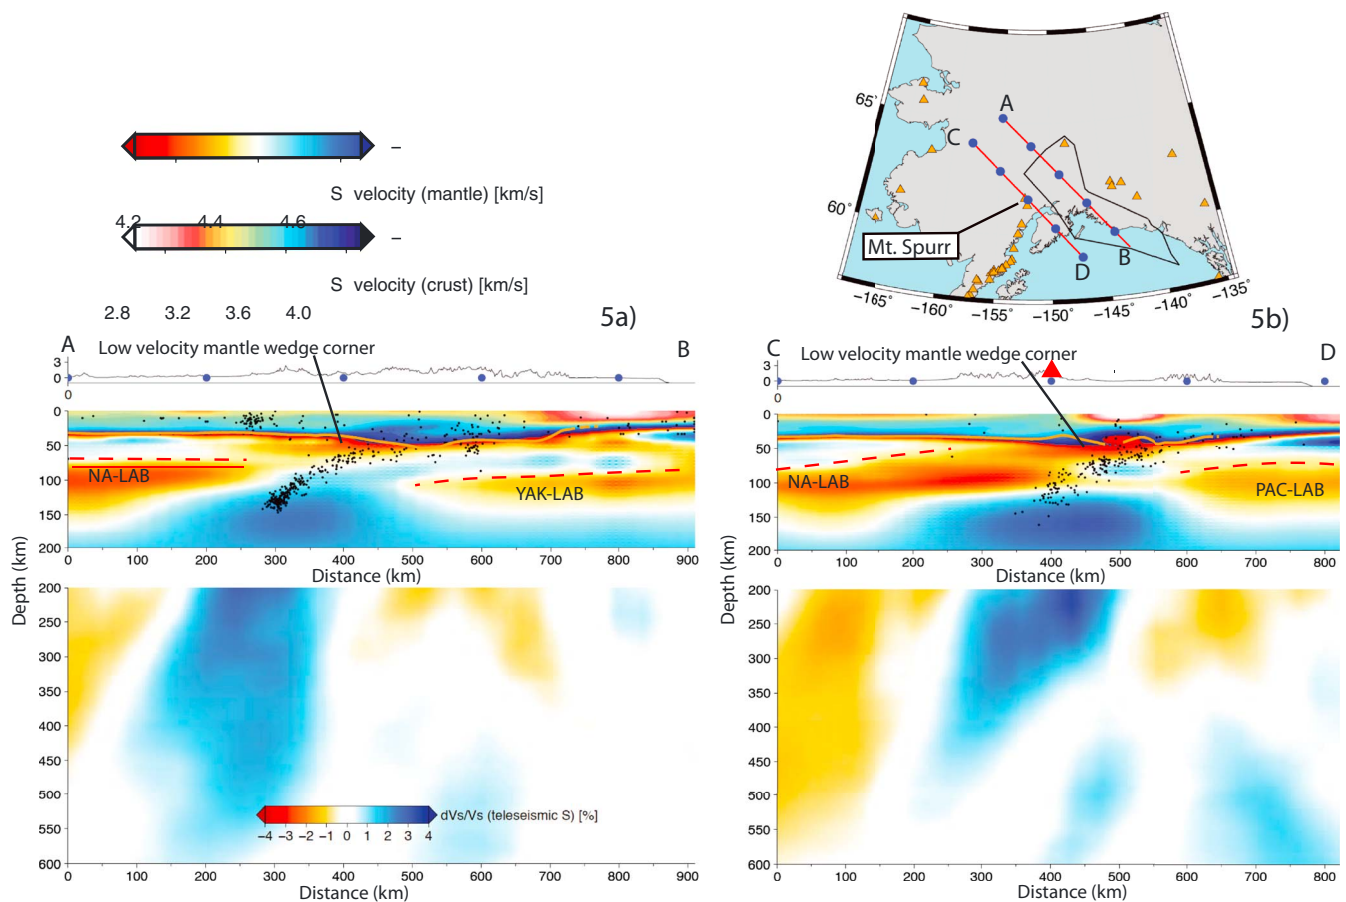 S velocity (mantle) [km/s]
4.2 4.4 4.6
S velocity (crust) [km/s]
2.8 3.2 3.6 4.0
65°
60°
A
C
Mt. Spurr
D
B
−165
−160
−155
−150
−145
−140
−135
5a)
A
B
Low velocity mantle wedge corner
3
0
0
0
50
100
150
200
NA-LAB
YAK-LAB
0 100 200 300 400 500 600 700 800 900
Distance (km)
Depth (km)
200
250
300
350
400
450
500
550
600
dVs/Vs (teleseismic S) [%]
−4 −3 −2 −1 0 1 2 3 4
0 100 200 300 400 500 600 700 800 900
Distance (km)
5b)
C
D
Low velocity mantle wedge corner
3
0
0
0
50
100
150
200
NA-LAB
PAC-LAB
0 100 200 300 400 500 600 700 800
Distance (km)
Depth (km)
200
250
300
350
400
450
500
550
600
0 100 200 300 400 500 600 700 800
Distance (km)